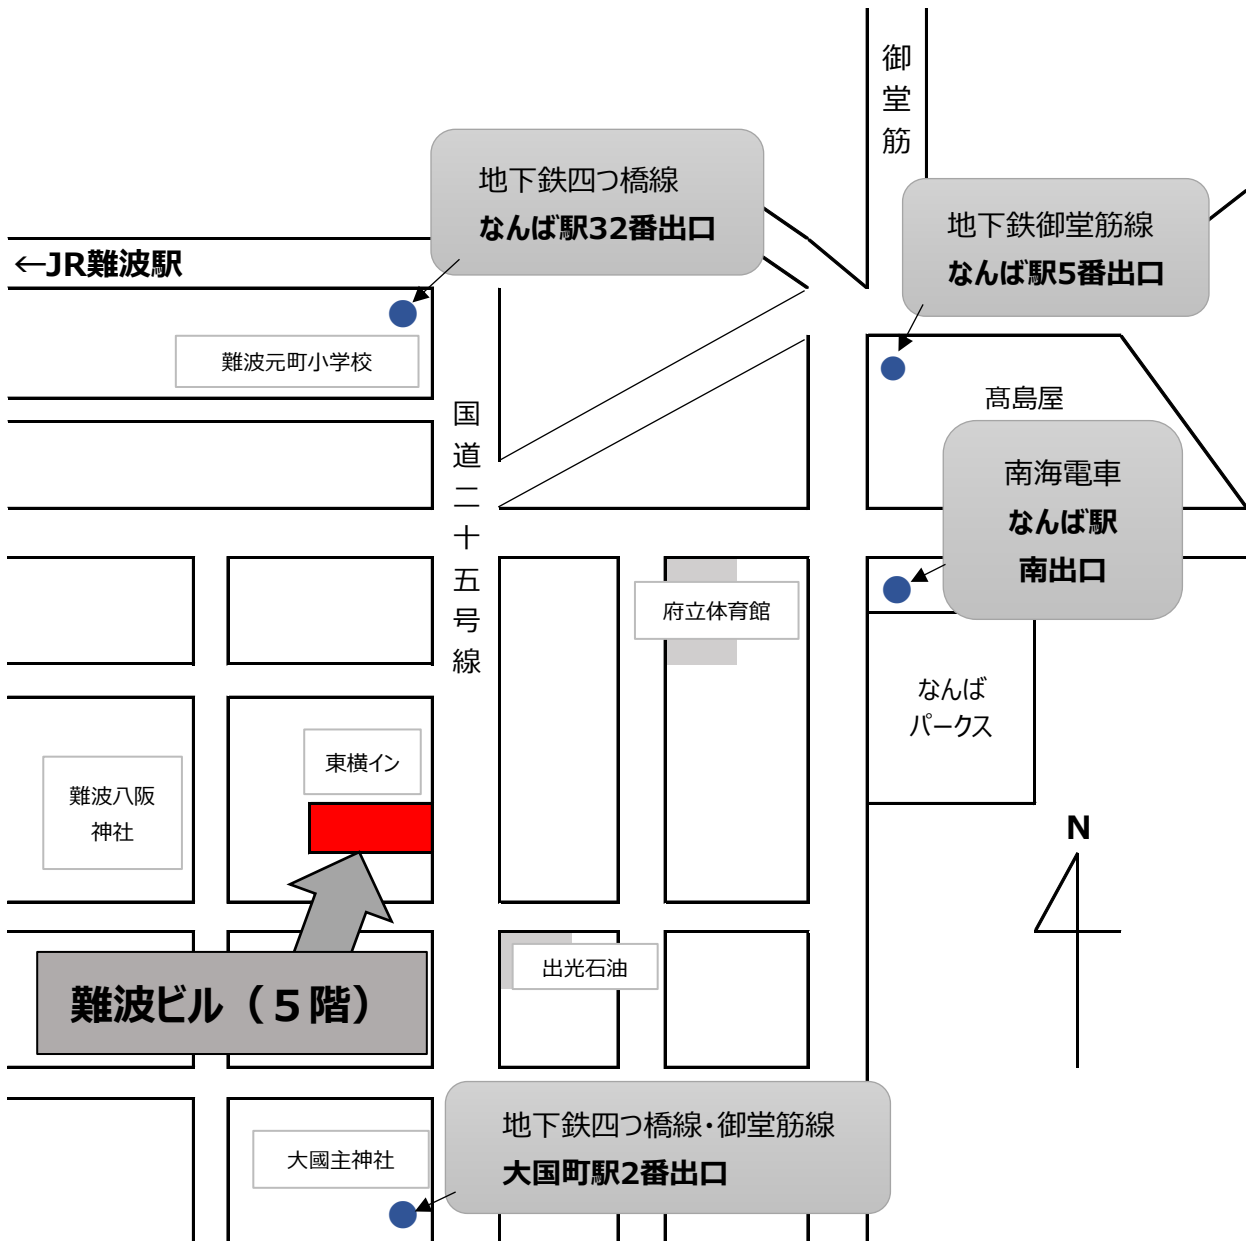 御堂筋
地下鉄四つ橋線
なんば駅32番出口
地下鉄御堂筋線
なんば駅5番出口
←JR難波駅
難波元町小学校
国道二十五号線
髙島屋
南海電車
なんば駅
南出口
府立体育館
なんば
パークス
東横イン
難波八阪
神社
N
出光石油
難波ビル（５階）
地下鉄四つ橋線・御堂筋線
大国町駅2番出口
大國主神社